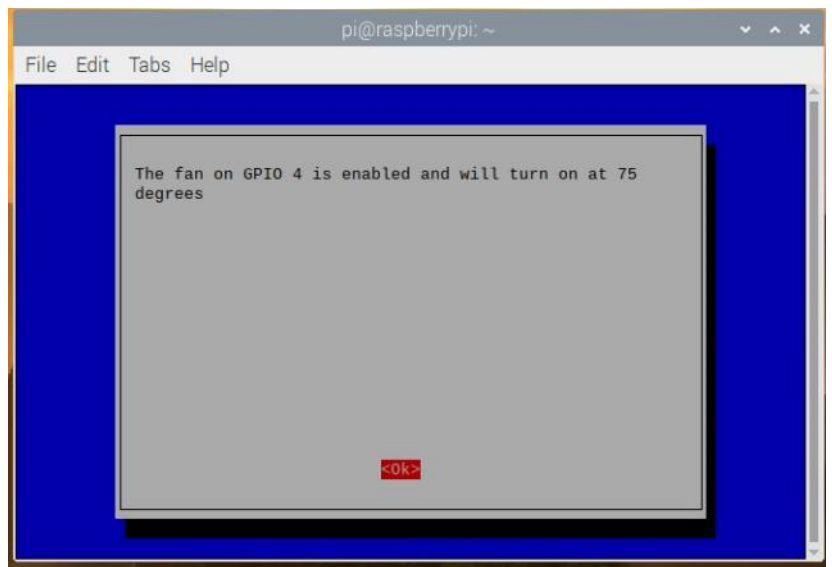 pi@raspberrypi: ~
File Edit Tabs Help
The fan on GPIO 4 is enabled and will turn on at 75
degrees
<Ok>